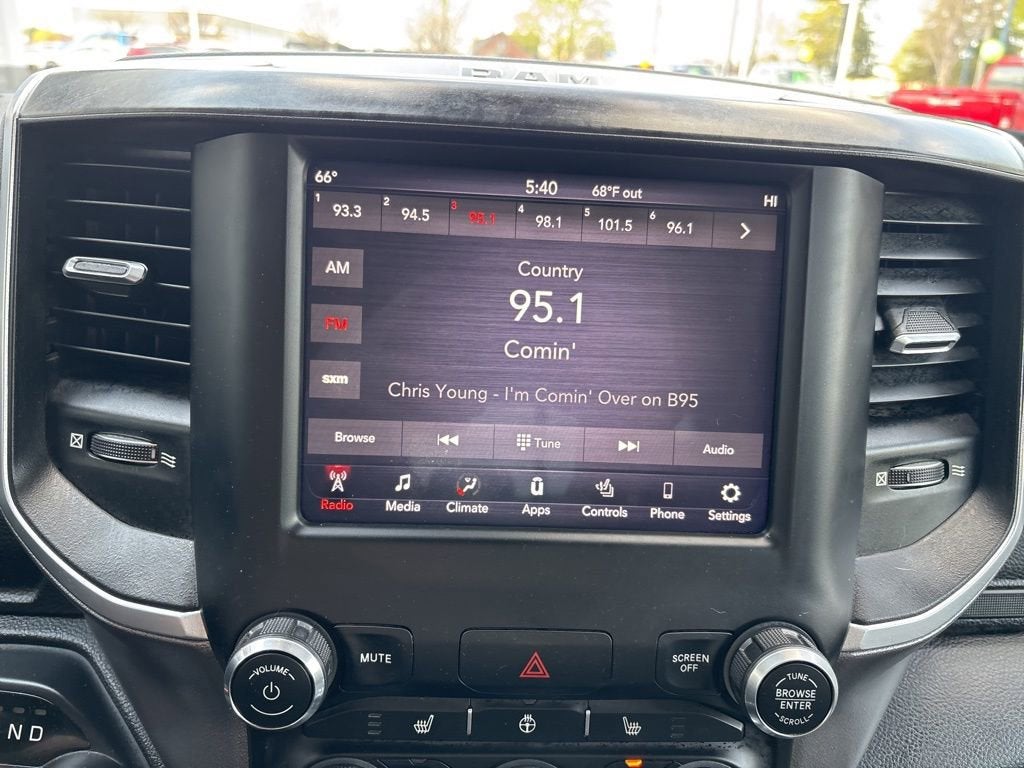 RAM
66° 5:40 68°F out HI
1 93.3 2 94.5 3 95.1 4 98.1 5 101.5 6 96.1
AM
Country
95.1
FM
Comin'
sxm
Chris Young - I'm Comin' Over on B95
Browse Tune Audio
Radio Media Climate Apps Controls Phone Settings
VOLUME
MUTE
SCREEN
OFF
TUNE
BROWSE
ENTER
SCROLL
N D